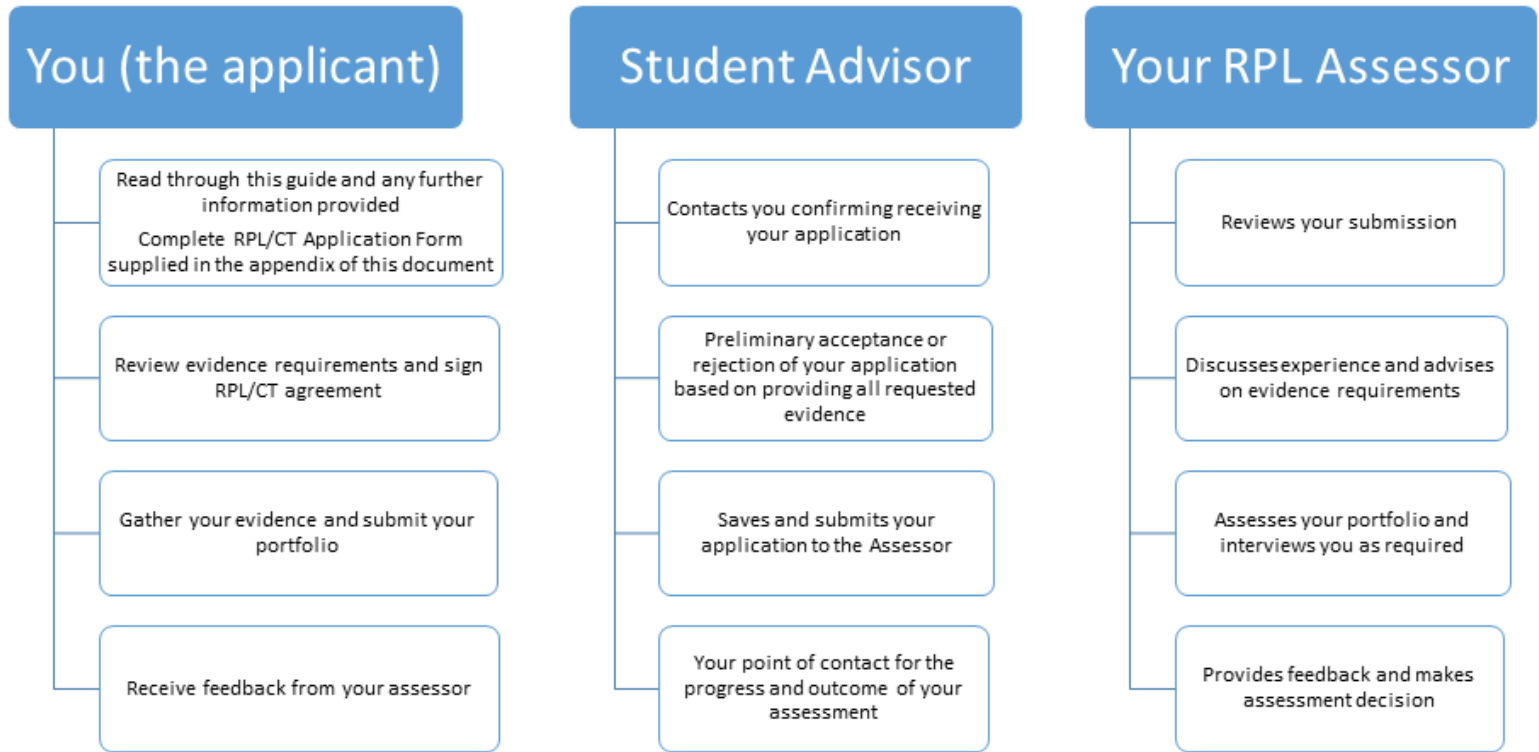 You (the applicant)
Read through this guide and any further
information provided
Complete RPL/CT Application Form
supplied in the appendix of this document
Review evidence requirements and sign
RPL/CT agreement
Gather your evidence and submit your
portfolio
Receive feedback from your assessor
Student Advisor
Contacts you confirming receiving
your application
Preliminary acceptance or
rejection of your application
based on providing all requested
evidence
Saves and submits your
application to the Assessor
Your point of contact for the
progress and outcome of your
assessment
Your RPL Assessor
Reviews your submission
Discusses experience and advises
on evidence requirements
Assesses your portfolio and
interviews you as required
Provides feedback and makes
assessment decision